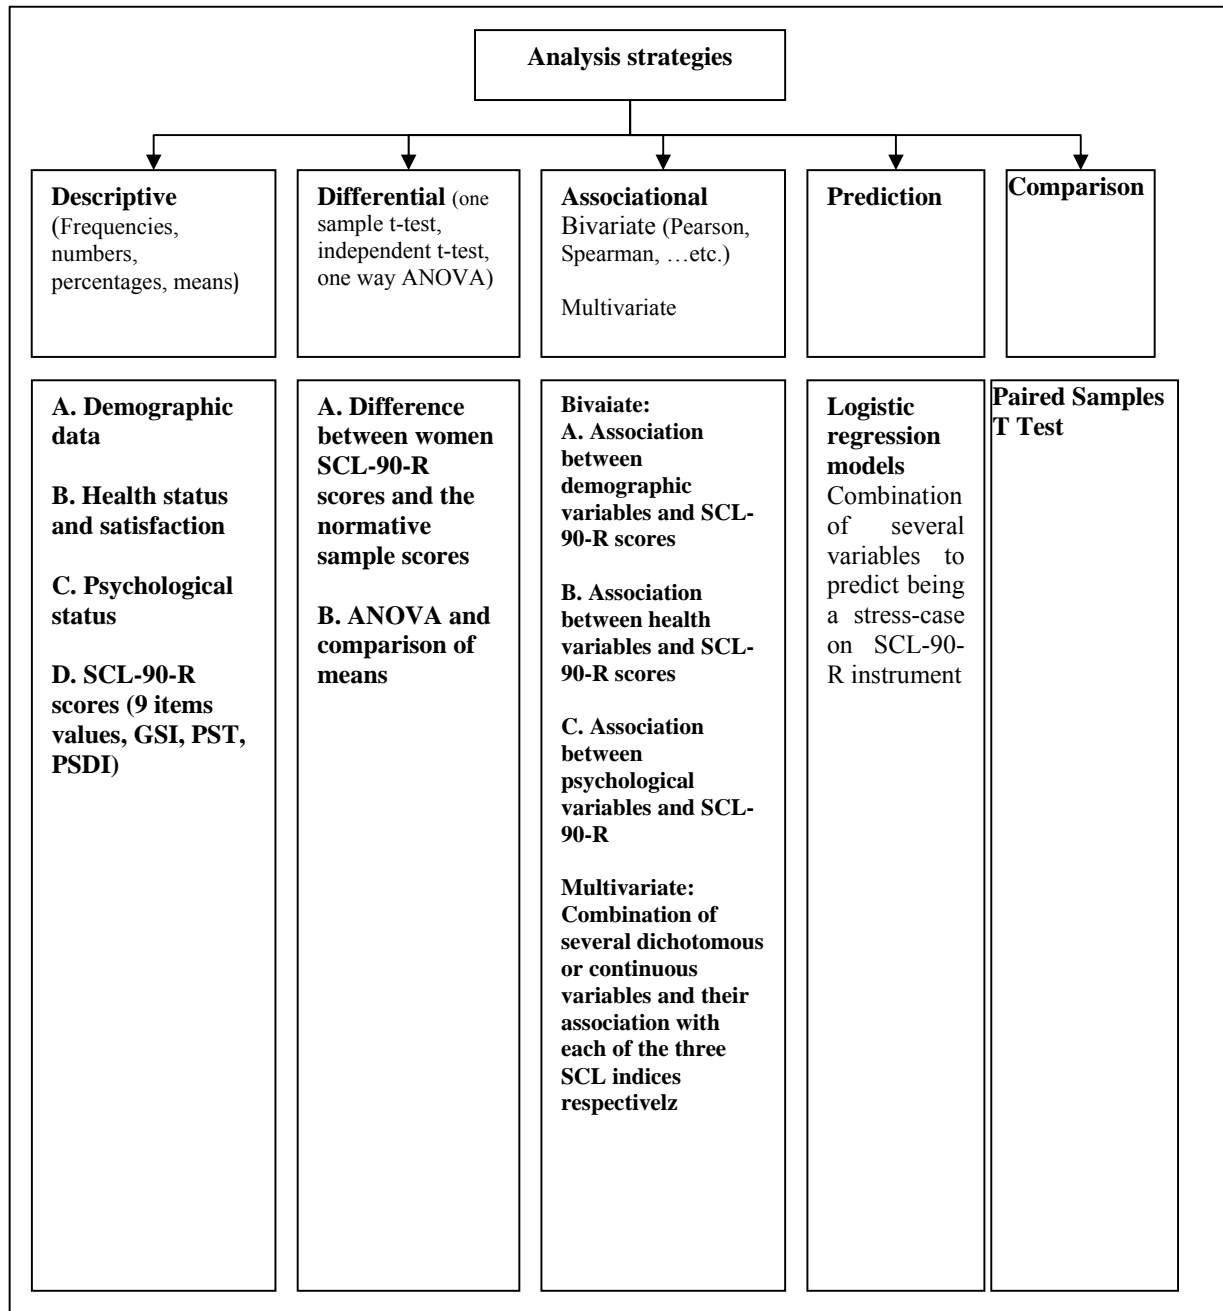 Analysis strategies
Descriptive
(Frequencies,
numbers,
percentages, means)
Differential (one
sample t-test,
independent t-test,
one way ANOVA)
Associational
Bivariate (Pearson,
Spearman, …etc.)
Multivariate
Prediction
Comparison
A. Demographic
data
B. Health status
and satisfaction
C. Psychological
status
D. SCL-90-R
scores (9 items
values, GSI, PST,
PSDI)
A. Difference
between women
SCL-90-R
scores and the
normative
sample scores
B. ANOVA and
comparison of
means
Bivaiate:
A. Association
between
demographic
variables and SCL-
90-R scores
B. Association
between health
variables and SCL-
90-R scores
C. Association
between
psychological
variables and SCL-
90-R
Multivariate:
Combination of
several dichotomous
or continuous
variables and their
association with
each of the three
SCL indices
respectivelz
Logistic
regression
models
Combination
of several
variables to
predict being
a stress-case
on SCL-90-
R instrument
Paired Samples
T Test